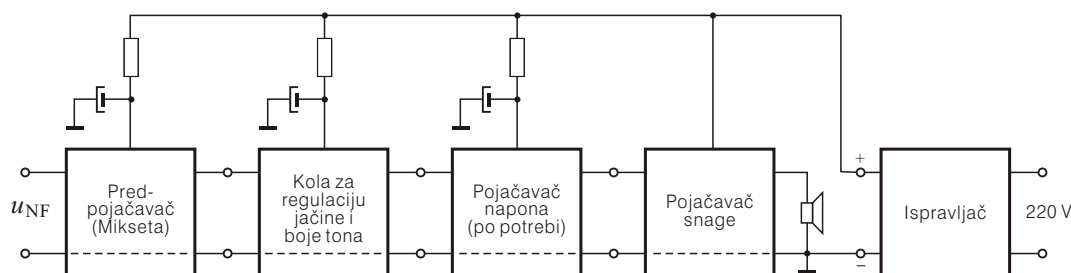 u_NF
Pred-
pojačavač
(Mikseta)
Kola za
regulaciju
jačine i
boje tona
Pojačavač
napona
(po potrebi)
Pojačavač
snage
+
−
Ispravljač
220 V